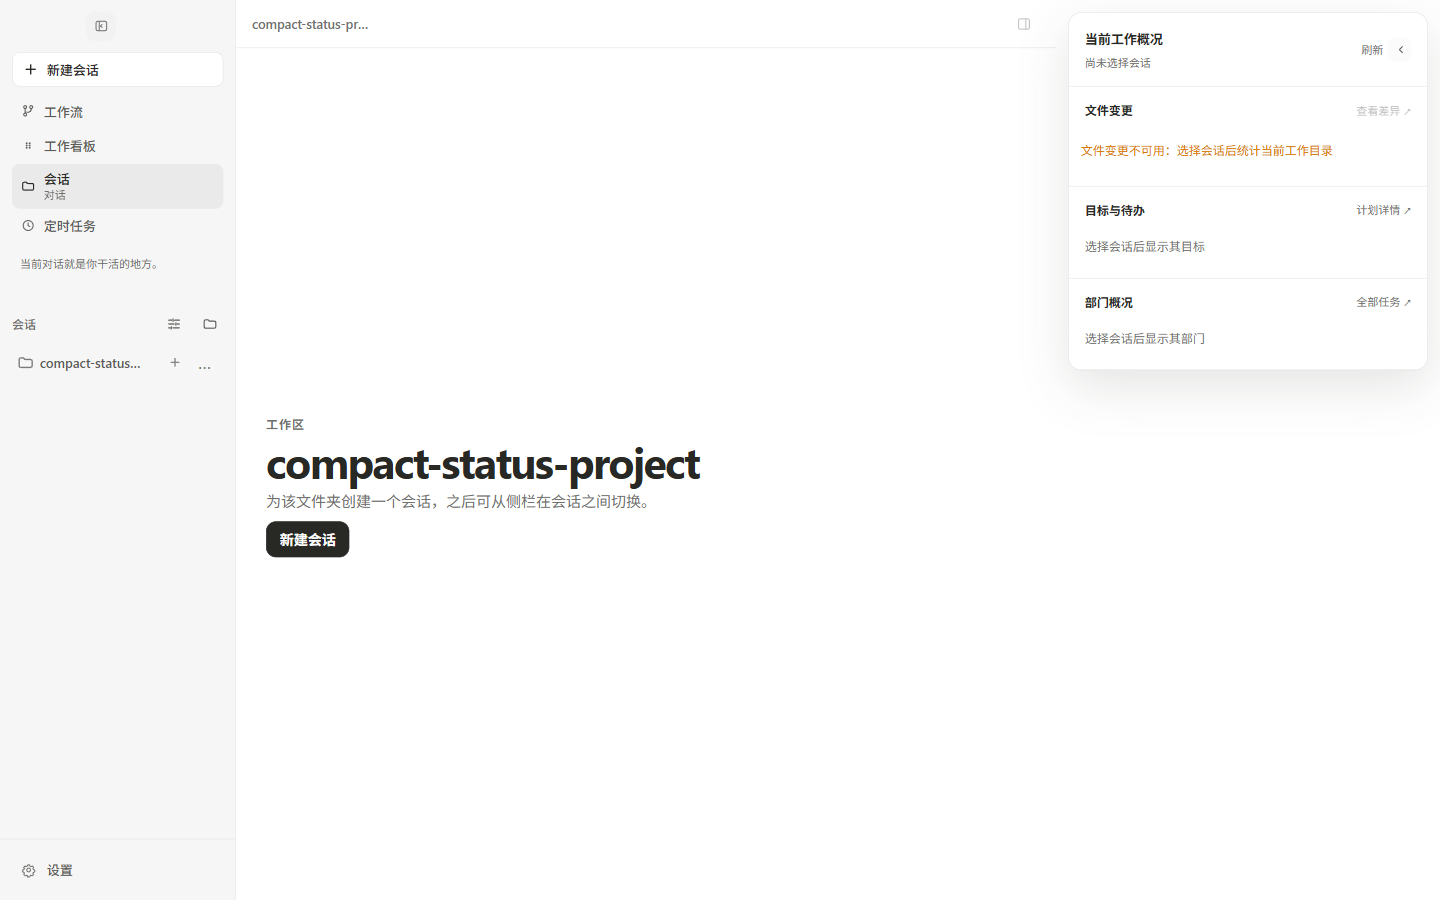 新建会话
工作流
工作看板
会话
对话
定时任务
当前对话就是你干活的地方。
会话
compact-status...
设置
compact-status-pr...
工作区
compact-status-project
为该文件夹创建一个会话，之后可从侧栏在会话之间切换。
新建会话
当前工作概况
刷新
尚未选择会话
文件变更
查看差异 ↗
文件变更不可用：选择会话后统计当前工作目录
目标与待办
计划详情 ↗
选择会话后显示其目标
部门概况
全部任务 ↗
选择会话后显示其部门